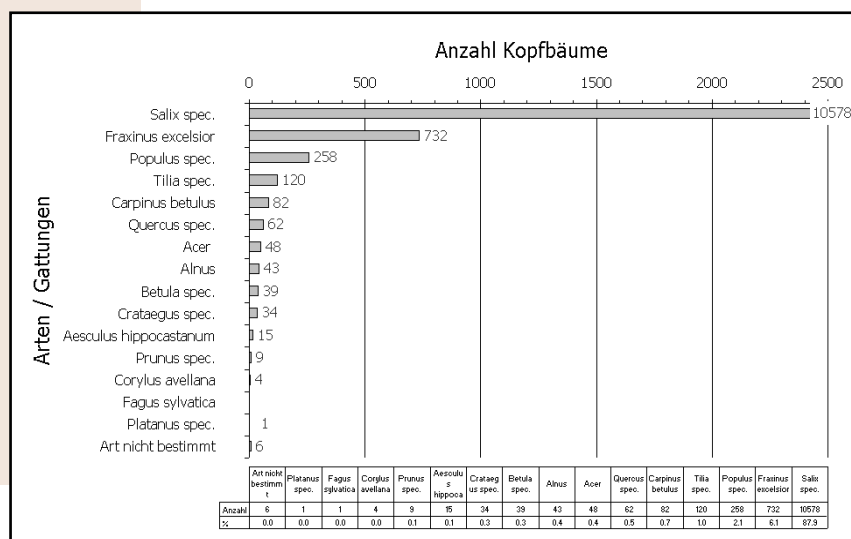 Anzahl Kopfbäume
0 500 1000 1500 2000 2500
Arten / Gattungen
Salix spec. 10578
Fraxinus excelsior 732
Populus spec. 258
Tilia spec. 120
Carpinus betulus 82
Quercus spec. 62
Acer 48
Alnus 43
Betula spec. 39
Crataegus spec. 34
Aesculus hippocastanum 15
Prunus spec. 9
Corylus avellana 4
Fagus sylvatica
Platanus spec. 1
Art nicht bestimmt 6
Art nicht bestimm t Platanus spec. Fagus sylvatica Corylus avellana Prunus spec. Aesculu s hippoca Crataeg us spec. Betula spec. Alnus Acer Quercus spec. Carpinus betulus Tilia spec. Populus spec. Fraxinus excelsior Salix spec.
Anzahl 6 1 1 4 9 15 34 39 43 48 62 82 120 258 732 10578
% 0.0 0.0 0.0 0.0 0.1 0.1 0.3 0.3 0.4 0.4 0.5 0.7 1.0 2.1 6.1 87.9